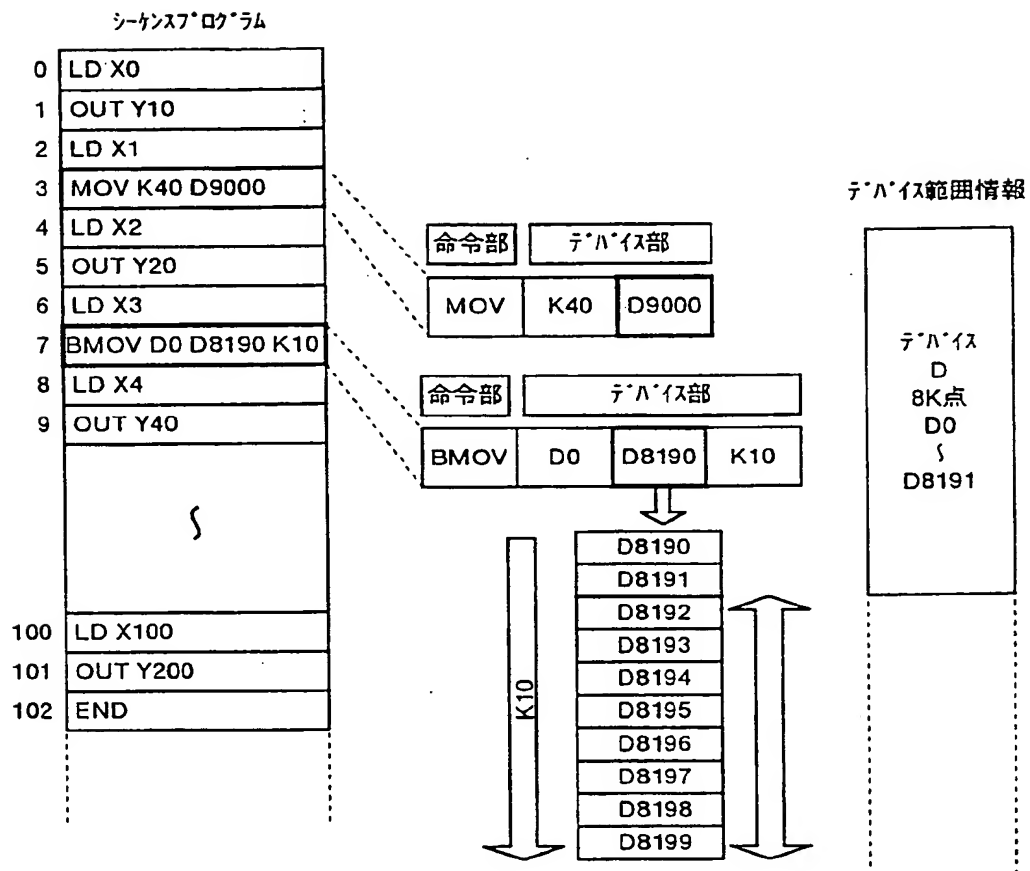 シーケンスプログラム
0 LD X0
1 OUT Y10
2 LD X1
3 MOV K40 D9000
4 LD X2
5 OUT Y20
6 LD X3
7 BMOV D0 D8190 K10
8 LD X4
9 OUT Y40
∫
100 LD X100
101 OUT Y200
102 END
命令部 デバイス部
MOV K40 D9000
命令部 デバイス部
BMOV D0 D8190 K10
K10
D8190
D8191
D8192
D8193
D8194
D8195
D8196
D8197
D8198
D8199
デバイス範囲情報
デバイス
D
8K点
D0
∫
D8191